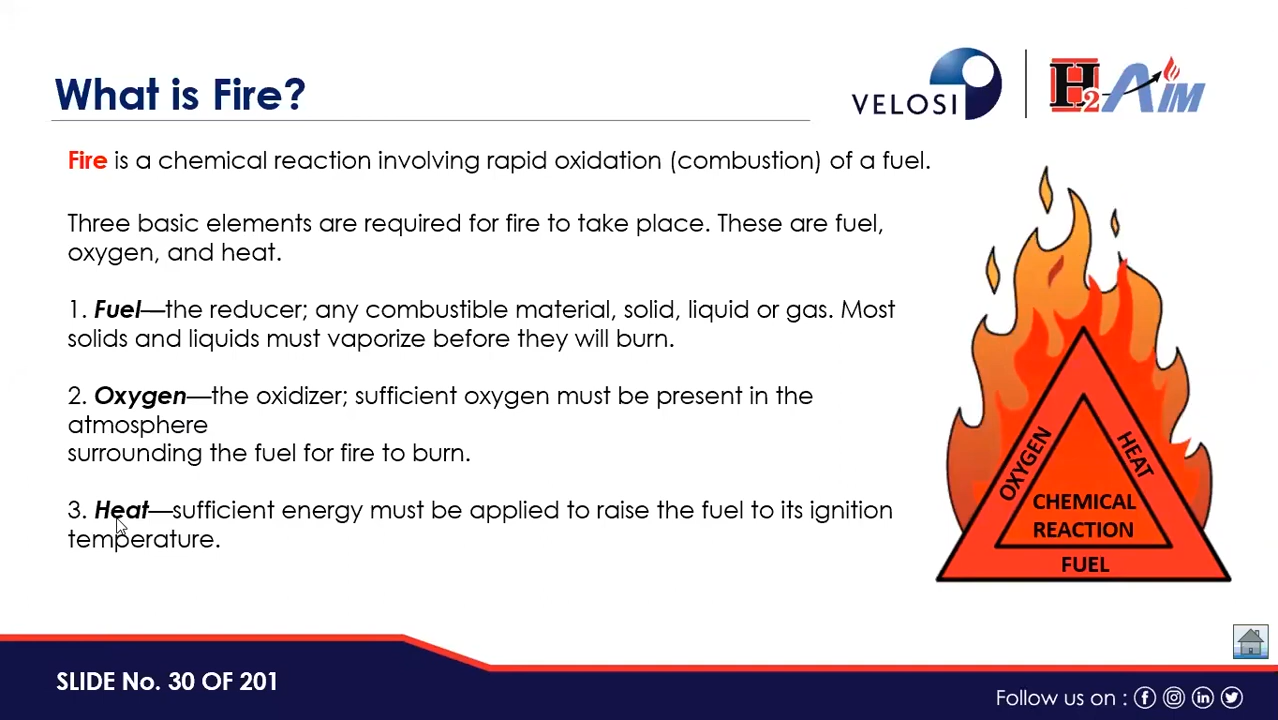 What is Fire?
VELOSI
H2AIM
Fire is a chemical reaction involving rapid oxidation (combustion) of a fuel.
Three basic elements are required for fire to take place. These are fuel,
oxygen, and heat.
1. Fuel—the reducer; any combustible material, solid, liquid or gas. Most
solids and liquids must vaporize before they will burn.
2. Oxygen—the oxidizer; sufficient oxygen must be present in the
atmosphere
surrounding the fuel for fire to burn.
3. Heat—sufficient energy must be applied to raise the fuel to its ignition
temperature.
OXYGEN
HEAT
CHEMICAL
REACTION
FUEL
SLIDE No. 30 OF 201
Follow us on :